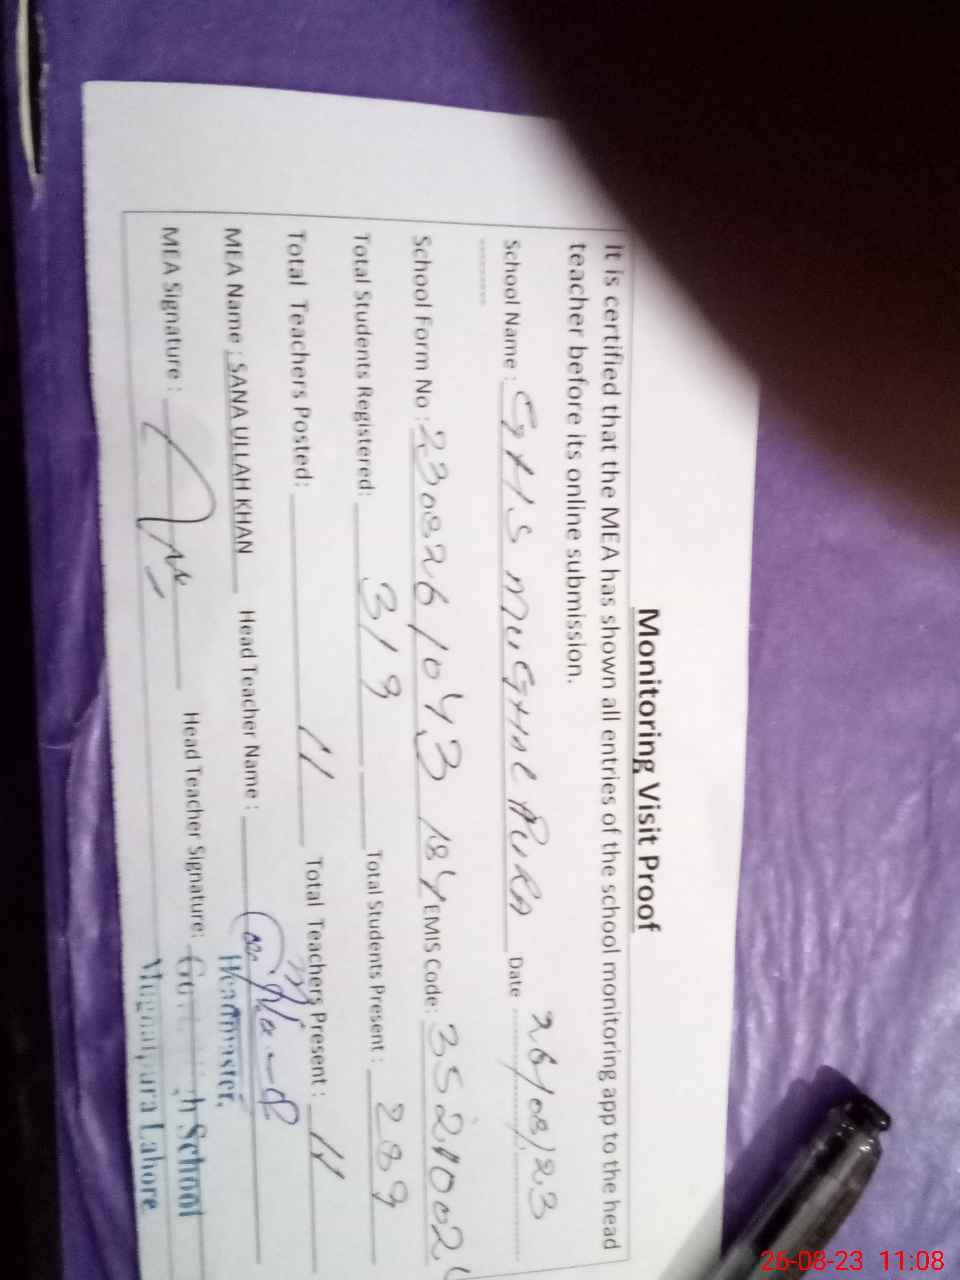 Monitoring Visit Proof
It is certified that the MEA has shown all entries of the school monitoring app to the head
teacher before its online submission.
School Name : GHS MUGHAL PURA Date 26/08/23
School Form No : 230826/043 184 EMIS Code: 3521002
Total Students Registered: 319 Total Students Present : 289
Total Teachers Posted: 11 Total Teachers Present : 11
MEA Name : SANA ULLAH KHAN Head Teacher Name :
Headmaster,
MEA Signature : Head Teacher Signature:
High School
Mughalpura Lahore
26-08-23 11:08